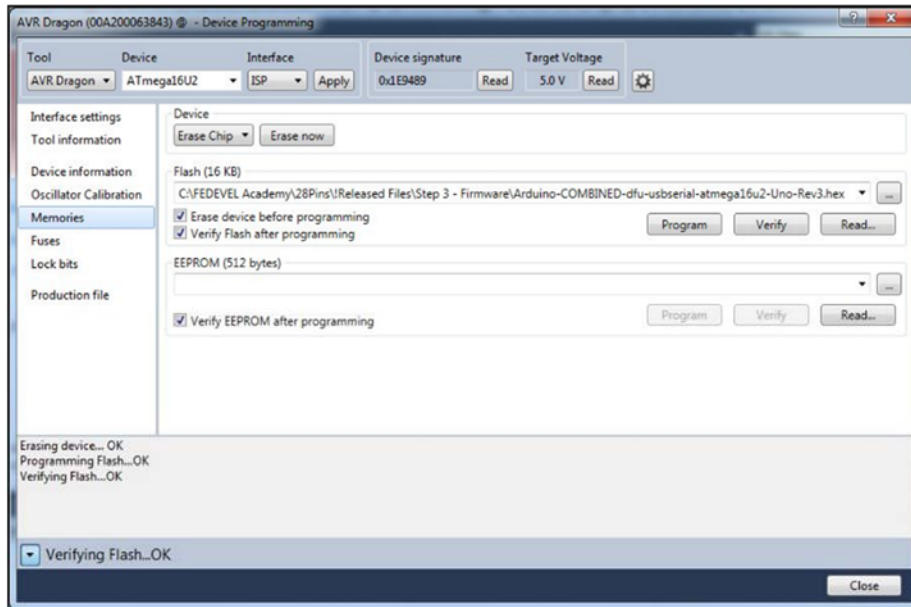 AVR Dragon (00A200063843) @ - Device Programming
Tool Device Interface Device signature Target Voltage
AVR Dragon ATmega16U2 ISP Apply 0x1E9489 Read 5.0 V Read
Interface settings
Tool information
Device information
Oscillator Calibration
Memories
Fuses
Lock bits
Production file
Device
Erase Chip Erase now
Flash (16 KB)
C:\FEDEVEL Academy\28Pins\!Released Files\Step 3 - Firmware\Arduino-COMBINED-dfu-usbserial-atmega16u2-Uno-Rev3.hex ...
Erase device before programming
Verify Flash after programming
Program Verify Read...
EEPROM (512 bytes)
...
Verify EEPROM after programming
Program Verify Read...
Erasing device... OK
Programming Flash...OK
Verifying Flash...OK
Verifying Flash...OK
Close